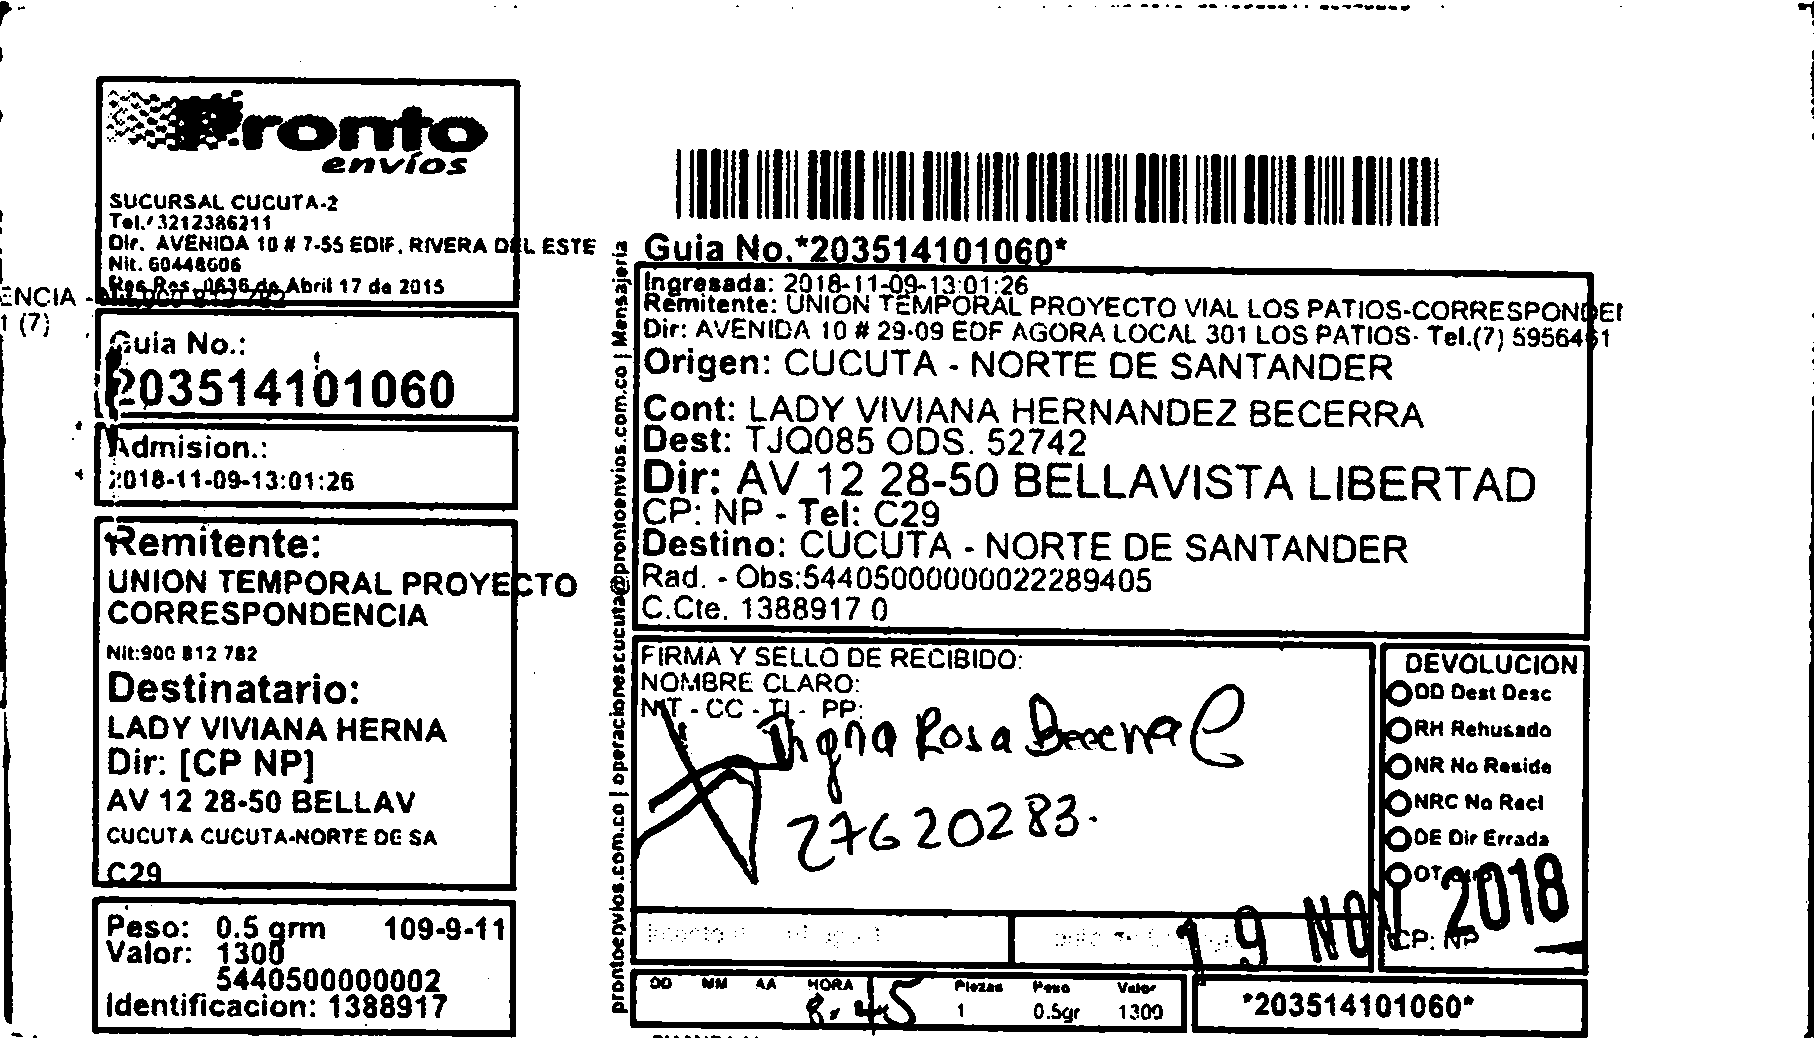 Pronto
envíos
SUCURSAL CUCUTA-2
Tel. 3212386211
Dir. AVENIDA 10 # 7-55 EDIF. RIVERA DEL ESTE
Nit. 60448606
Res Res. 0636 de Abril 17 de 2015
ENCIA -
1 (7)
Guia No.:
203514101060
Admision.:
2018-11-09-13:01:26
Remitente:
UNION TEMPORAL PROYECTO
CORRESPONDENCIA
Nit:900 812 782
Destinatario:
LADY VIVIANA HERNA
Dir: [CP NP]
AV 12 28-50 BELLAV
CUCUTA CUCUTA-NORTE DE SA
C29
Peso: 0.5 grm 109-9-11
Valor: 1300
5440500000002
Identificacion: 1388917
prontoenvios.com.co | operacionescucuta@prontoenvios.com.co | Mensajería
Guia No.*203514101060*
Ingresada: 2018-11-09-13:01:26
Remitente: UNION TEMPORAL PROYECTO VIAL LOS PATIOS-CORRESPONDEI
Dir: AVENIDA 10 # 29-09 EDF AGORA LOCAL 301 LOS PATIOS- Tel.(7) 5956461
Origen: CUCUTA - NORTE DE SANTANDER
Cont: LADY VIVIANA HERNANDEZ BECERRA
Dest: TJQ085 ODS. 52742
Dir: AV 12 28-50 BELLAVISTA LIBERTAD
CP: NP - Tel: C29
Destino: CUCUTA - NORTE DE SANTANDER
Rad. - Obs:54405000000022289405
C.Cte. 1388917 0
FIRMA Y SELLO DE RECIBIDO:
NOMBRE CLARO:
NIT - CC - TI - PP:
Digna Rosa Becerra C
27620283.
DEVOLUCION
DD Dest Desc
RH Rehusado
NR No Reside
NRC No Recl
DE Dir Errada
OT
CP: NP
19 NOV 2018
DD MM AA HORA
8:45
Piezas Peso Valor
1 0.5gr 1300
*203514101060*